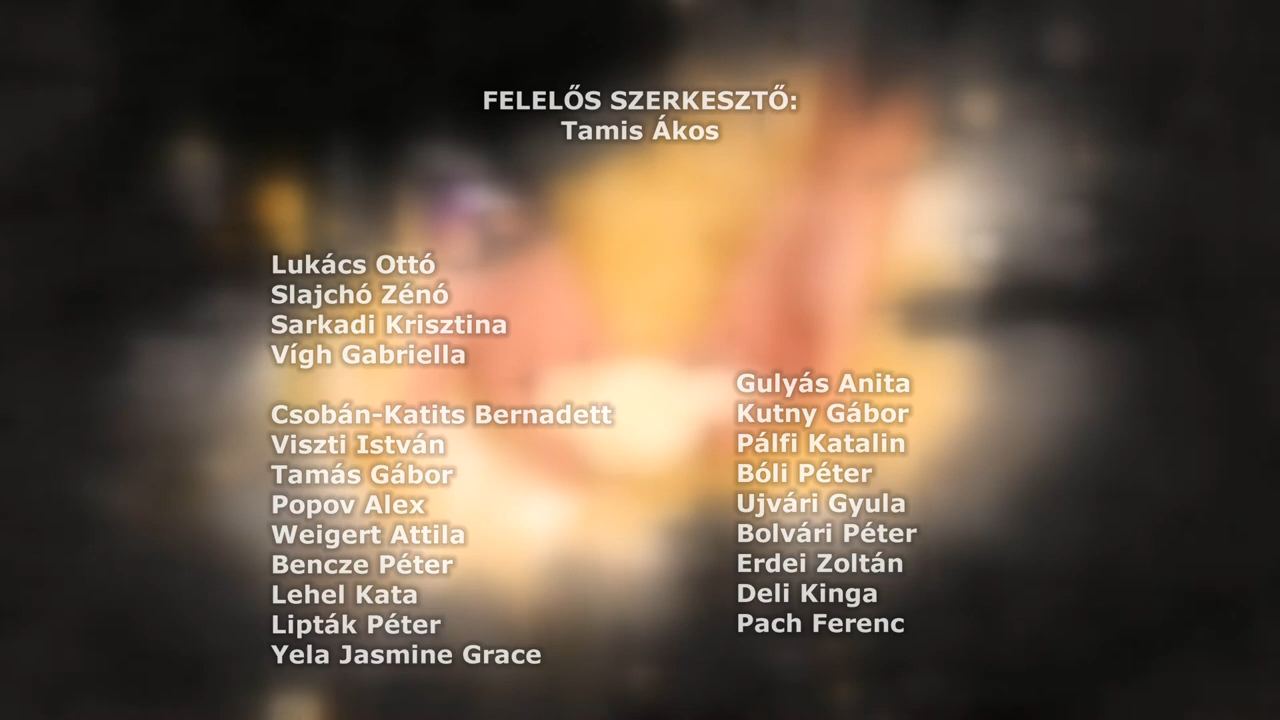 FELELŐS SZERKESZTŐ:
Tamis Ákos
Lukács Ottó
Slajchó Zénó
Sarkadi Krisztina
Vígh Gabriella
Csobán-Katits Bernadett
Viszti István
Tamás Gábor
Popov Alex
Weigert Attila
Bencze Péter
Lehel Kata
Lipták Péter
Yela Jasmine Grace
Gulyás Anita
Kutny Gábor
Pálfi Katalin
Bóli Péter
Ujvári Gyula
Bolvári Péter
Erdei Zoltán
Deli Kinga
Pach Ferenc